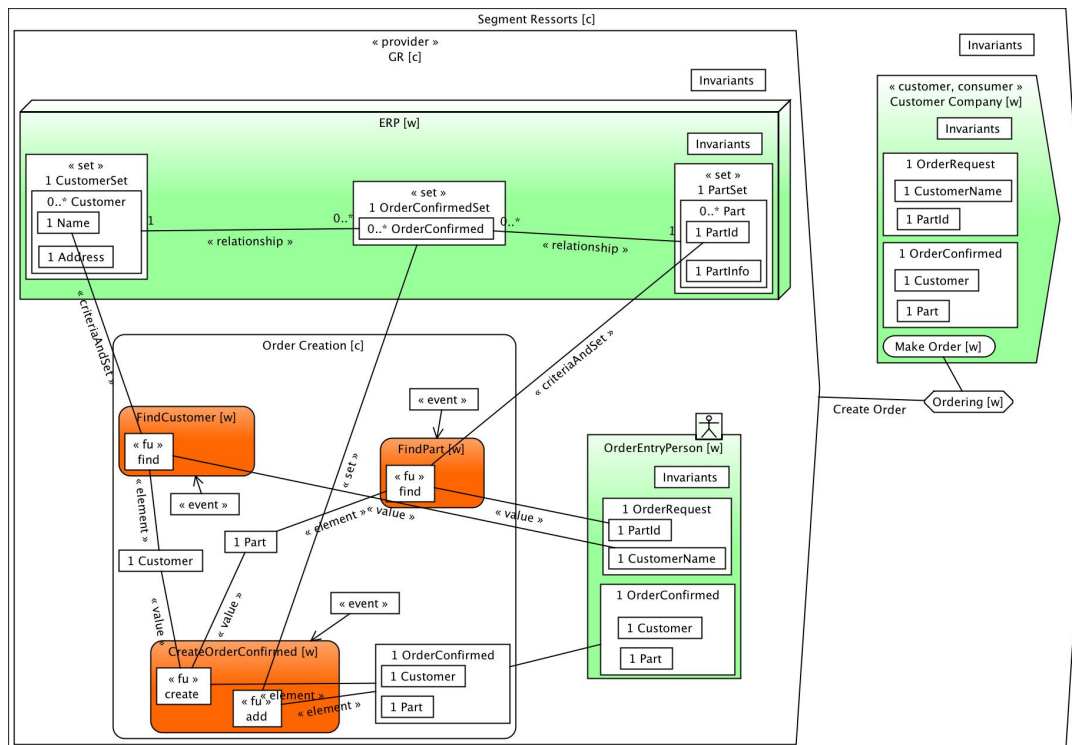 Segment Ressorts [c]
« provider »
GR [c]
Invariants
ERP [w]
Invariants
« set »
1 CustomerSet
0..* Customer
1 Name
1 Address
1
« relationship »
0..*
« set »
1 OrderConfirmedSet
0..* OrderConfirmed
0..*
« relationship »
1
« set »
1 PartSet
0..* Part
1 PartId
1 PartInfo
« criteriaAndSet »
« criteriaAndSet »
« set »
Order Creation [c]
FindCustomer [w]
« fu »
find
« event »
« event »
FindPart [w]
« fu »
find
« element »
« element »
« value »
« value »
1 Customer
1 Part
« value »
« value »
« event »
CreateOrderConfirmed [w]
« fu »
create
« fu »
add
« element »
« element »
1 OrderConfirmed
1 Customer
1 Part
OrderEntryPerson [w]
Invariants
1 OrderRequest
1 PartId
1 CustomerName
1 OrderConfirmed
1 Customer
1 Part
Invariants
« customer, consumer »
Customer Company [w]
Invariants
1 OrderRequest
1 CustomerName
1 PartId
1 OrderConfirmed
1 Customer
1 Part
Make Order [w]
Create Order
Ordering [w]